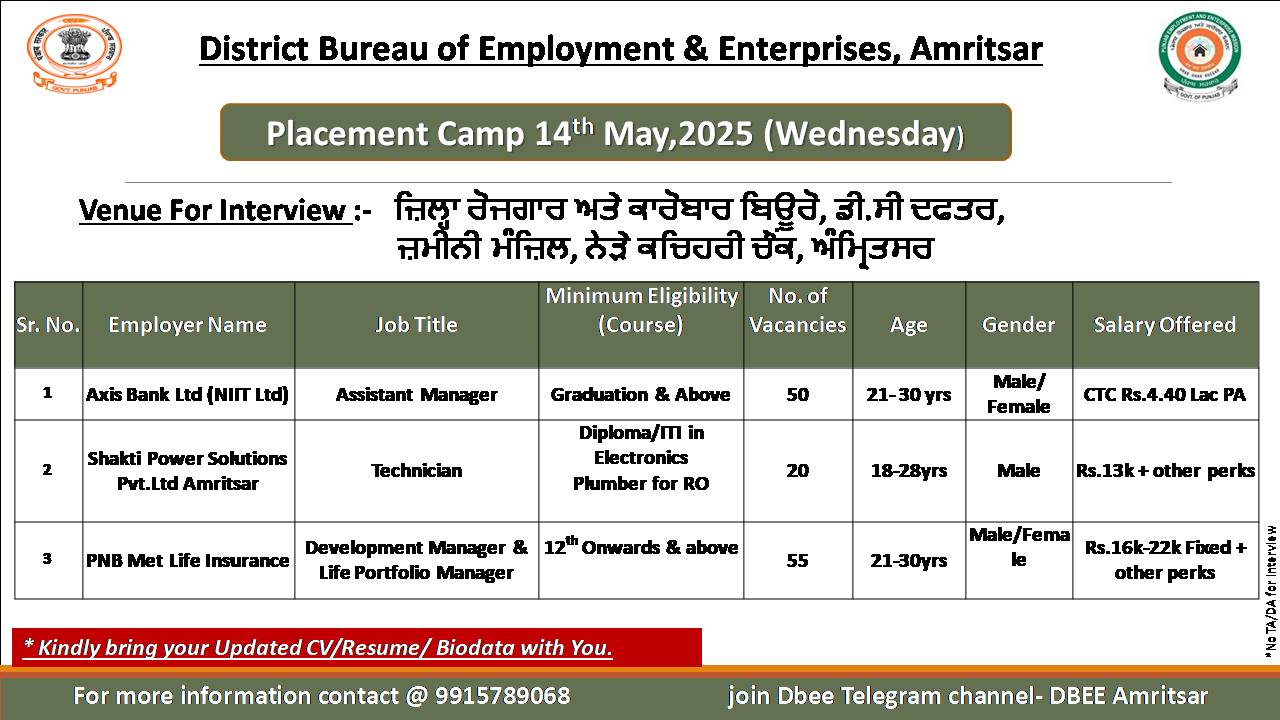 District Bureau of Employment & Enterprises, Amritsar
GOVT. OF PUNJAB
Placement Camp 14th May,2025 (Wednesday)
Venue For Interview :- ਜ਼ਿਲ੍ਹਾ ਰੋਜਗਾਰ ਅਤੇ ਕਾਰੋਬਾਰ ਬਿਊਰੋ, ਡੀ.ਸੀ ਦਫਤਰ,
ਜ਼ਮੀਨੀ ਮੰਜ਼ਿਲ, ਨੇੜੇ ਕਚਿਹਰੀ ਚੌਂਕ, ਅੰਮ੍ਰਿਤਸਰ
Sr. No. Employer Name Job Title Minimum Eligibility (Course) No. of Vacancies Age Gender Salary Offered
1 Axis Bank Ltd (NIIT Ltd) Assistant Manager Graduation & Above 50 21- 30 yrs Male/ Female CTC Rs.4.40 Lac PA
2 Shakti Power Solutions Pvt.Ltd Amritsar Technician Diploma/ITI in Electronics Plumber for RO 20 18-28yrs Male Rs.13k + other perks
3 PNB Met Life Insurance Development Manager & Life Portfolio Manager 12th Onwards & above 55 21-30yrs Male/Female Rs.16k-22k Fixed + other perks
*No TA/DA for Interview
* Kindly bring your Updated CV/Resume/ Biodata with You.
For more information contact @ 9915789068 join Dbee Telegram channel- DBEE Amritsar